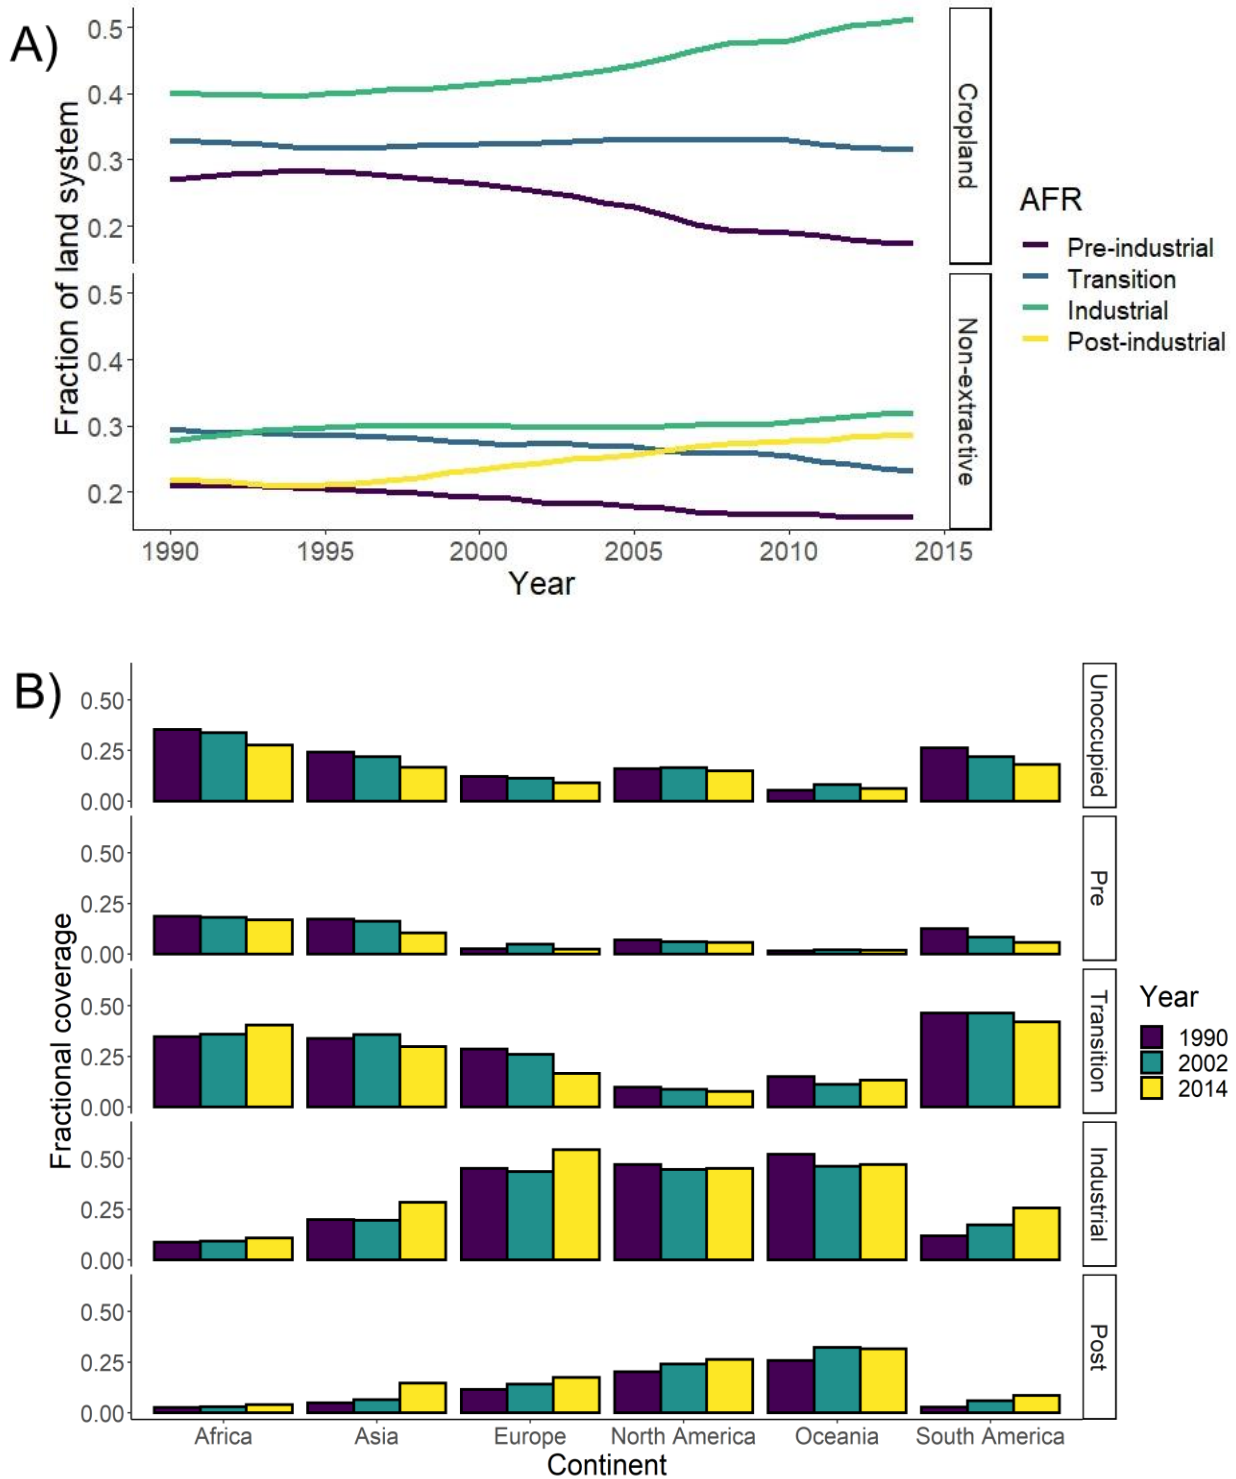 A)
Fraction of land system
0.5
0.4
0.3
0.2
Cropland
0.5
0.4
0.3
0.2
Non-extractive
1990 1995 2000 2005 2010 2015
Year
AFR
Pre-industrial
Transition
Industrial
Post-industrial
B)
Fractional coverage
0.50
0.25
0.00
Unoccupied
0.50
0.25
0.00
Pre
0.50
0.25
0.00
Transition
0.50
0.25
0.00
Industrial
0.50
0.25
0.00
Post
Africa Asia Europe North America Oceania South America
Continent
Year
1990
2002
2014